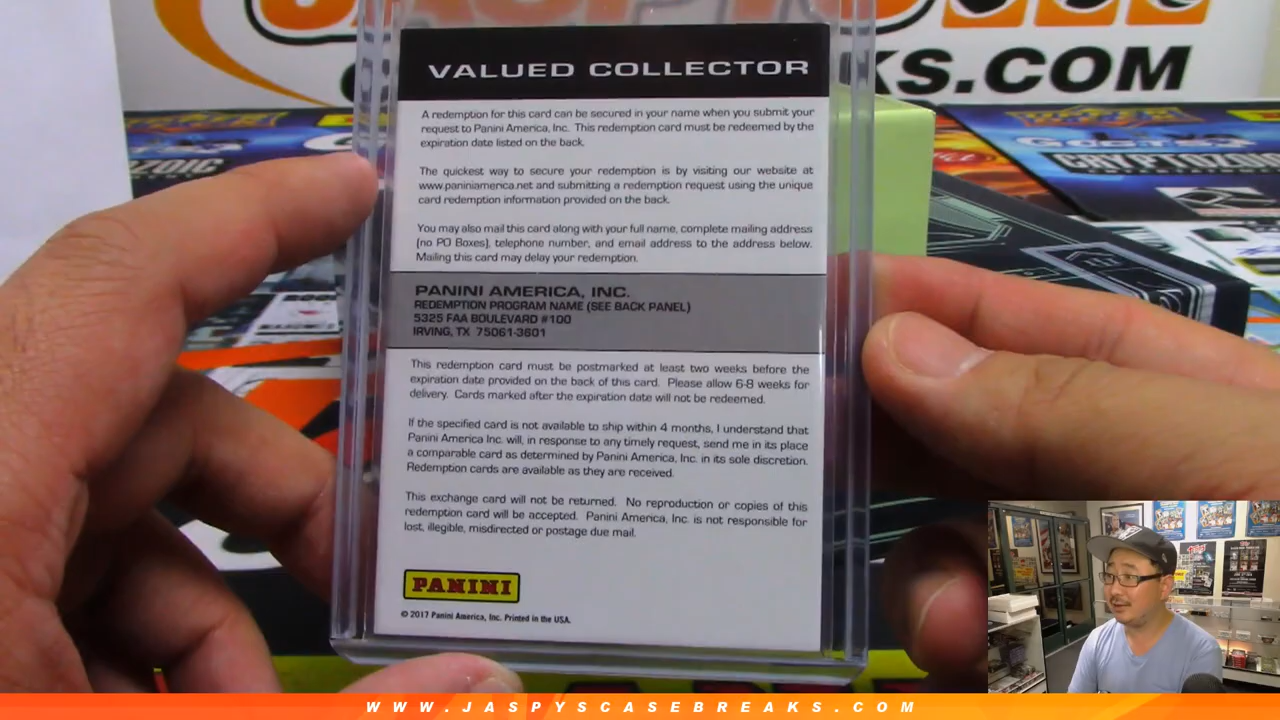 KS.COM
VALUED COLLECTOR
A redemption for this card can be secured in your name when you submit your
request to Panini America, Inc. This redemption card must be redeemed by the
expiration date listed on the back.
The quickest way to secure your redemption is by visiting our website at
www.paniniamerica.net and submitting a redemption request using the unique
card redemption information provided on the back.
You may also mail this card along with your full name, complete mailing address
(no PO Boxes), telephone number, and email address to the address below.
Mailing this card may delay your redemption.
PANINI AMERICA, INC.
REDEMPTION PROGRAM NAME (SEE BACK PANEL)
5325 FAA BOULEVARD #100
IRVING, TX 75061-3601
This redemption card must be postmarked at least two weeks before the
expiration date provided on the back of this card. Please allow 6-8 weeks for
delivery. Cards marked after the expiration date will not be redeemed.
If the specified card is not available to ship within 4 months, I understand that
Panini America Inc. will, in response to any timely request, send me in its place
a comparable card as determined by Panini America, Inc. in its sole discretion.
Redemption cards are available as they are received.
This exchange card will not be returned. No reproduction or copies of this
redemption card will be accepted. Panini America, Inc. is not responsible for
lost, illegible, misdirected or postage due mail.
PANINI
© 2017 Panini America, Inc. Printed in the USA.
CRYPTOZOIC
WWW.JASPYSCASEBREAKS.COM